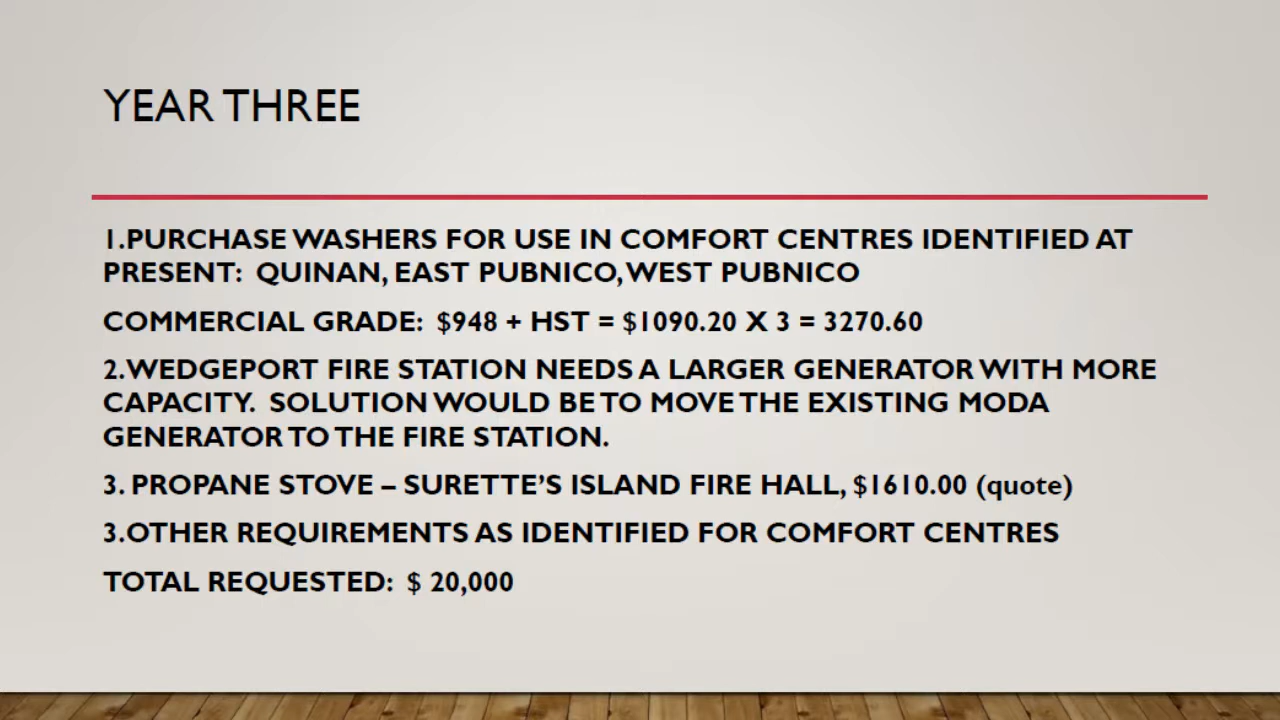 YEAR THREE
1.PURCHASE WASHERS FOR USE IN COMFORT CENTRES IDENTIFIED AT
PRESENT: QUINAN, EAST PUBNICO, WEST PUBNICO
COMMERCIAL GRADE: $948 + HST = $1090.20 X 3 = 3270.60
2.WEDGEPORT FIRE STATION NEEDS A LARGER GENERATOR WITH MORE
CAPACITY. SOLUTION WOULD BE TO MOVE THE EXISTING MODA
GENERATOR TO THE FIRE STATION.
3. PROPANE STOVE – SURETTE'S ISLAND FIRE HALL, $1610.00 (quote)
3.OTHER REQUIREMENTS AS IDENTIFIED FOR COMFORT CENTRES
TOTAL REQUESTED: $ 20,000